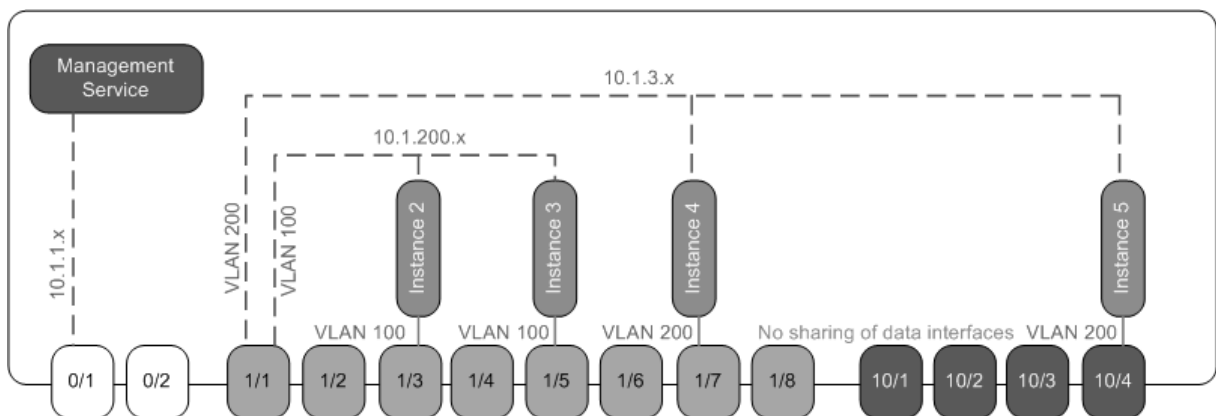 Management
Service
10.1.3.x
10.1.200.x
10.1.1.x
VLAN 200
VLAN 100
Instance 2
Instance 3
Instance 4
Instance 5
VLAN 100
VLAN 100
VLAN 200
No sharing of data interfaces
VLAN 200
0/1
0/2
1/1
1/2
1/3
1/4
1/5
1/6
1/7
1/8
10/1
10/2
10/3
10/4